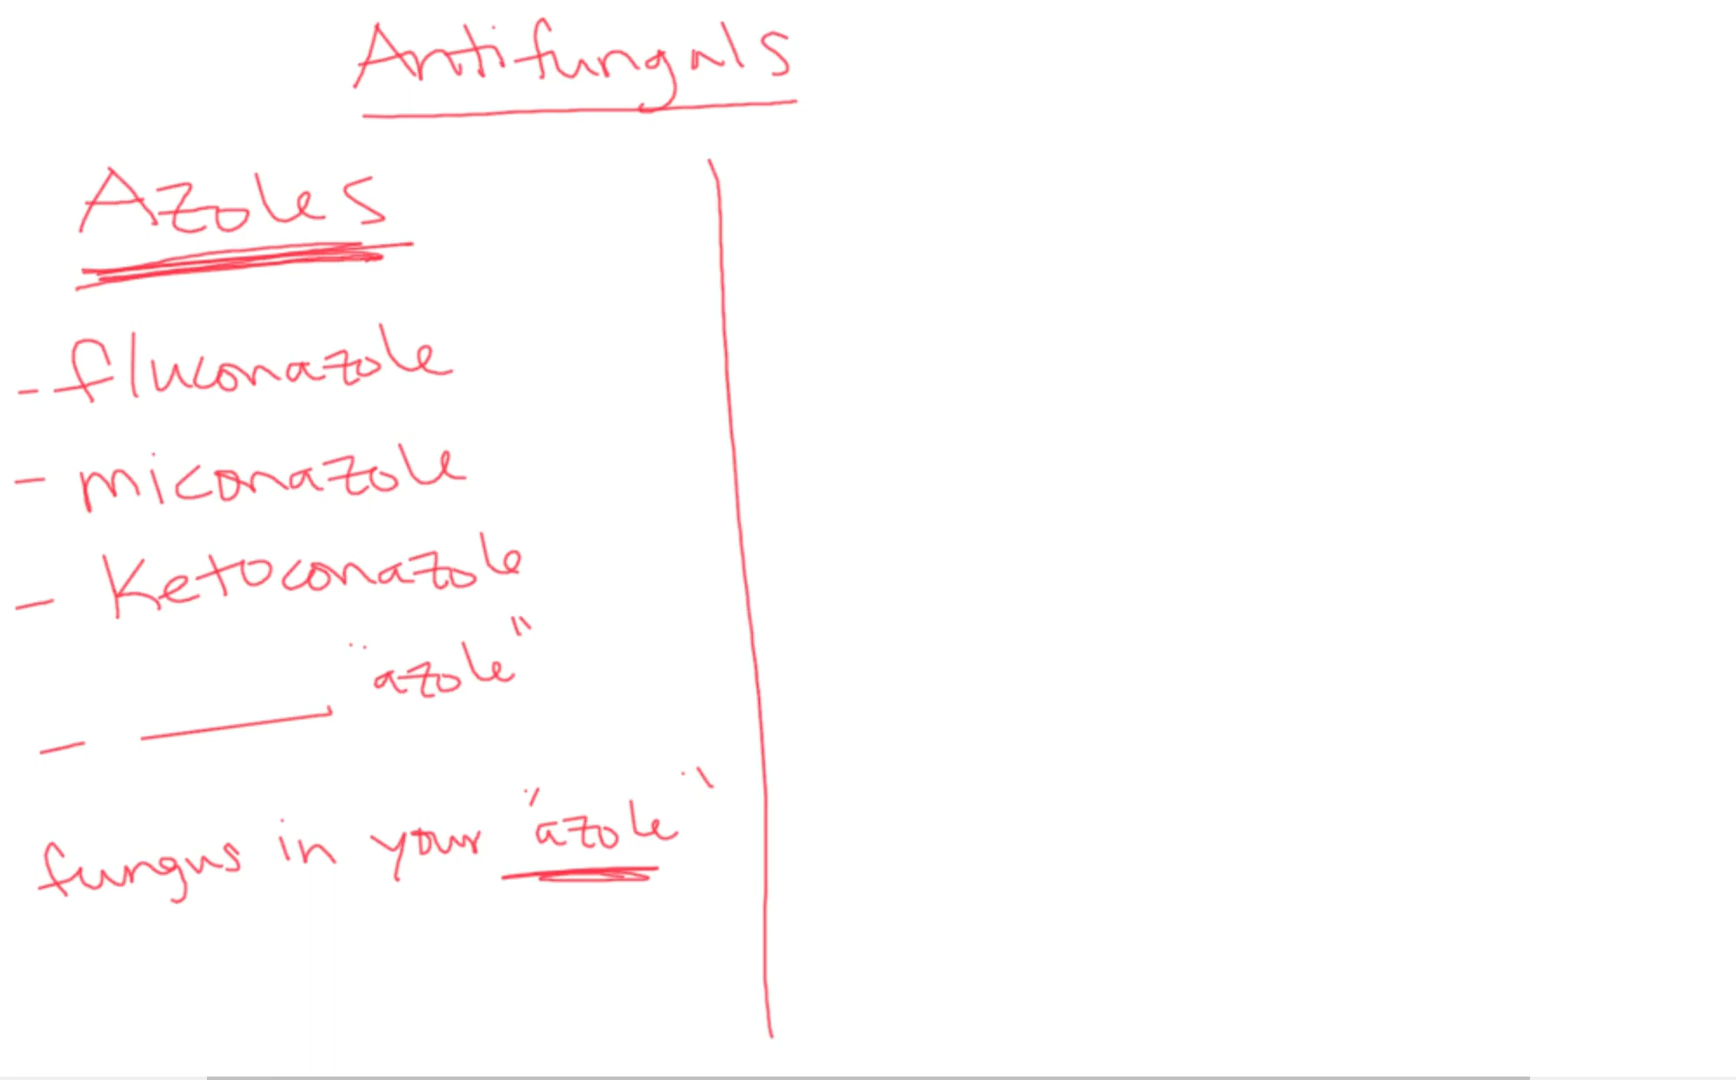 Antifungals
Azoles
- fluconazole
- miconazole
- Ketoconazole
- ______ "azole"
fungus in your "azole"